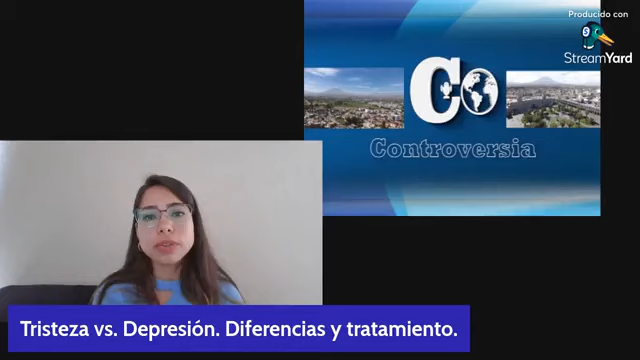 Producido con
StreamYard
Co
Controversia
Tristeza vs. Depresión. Diferencias y tratamiento.